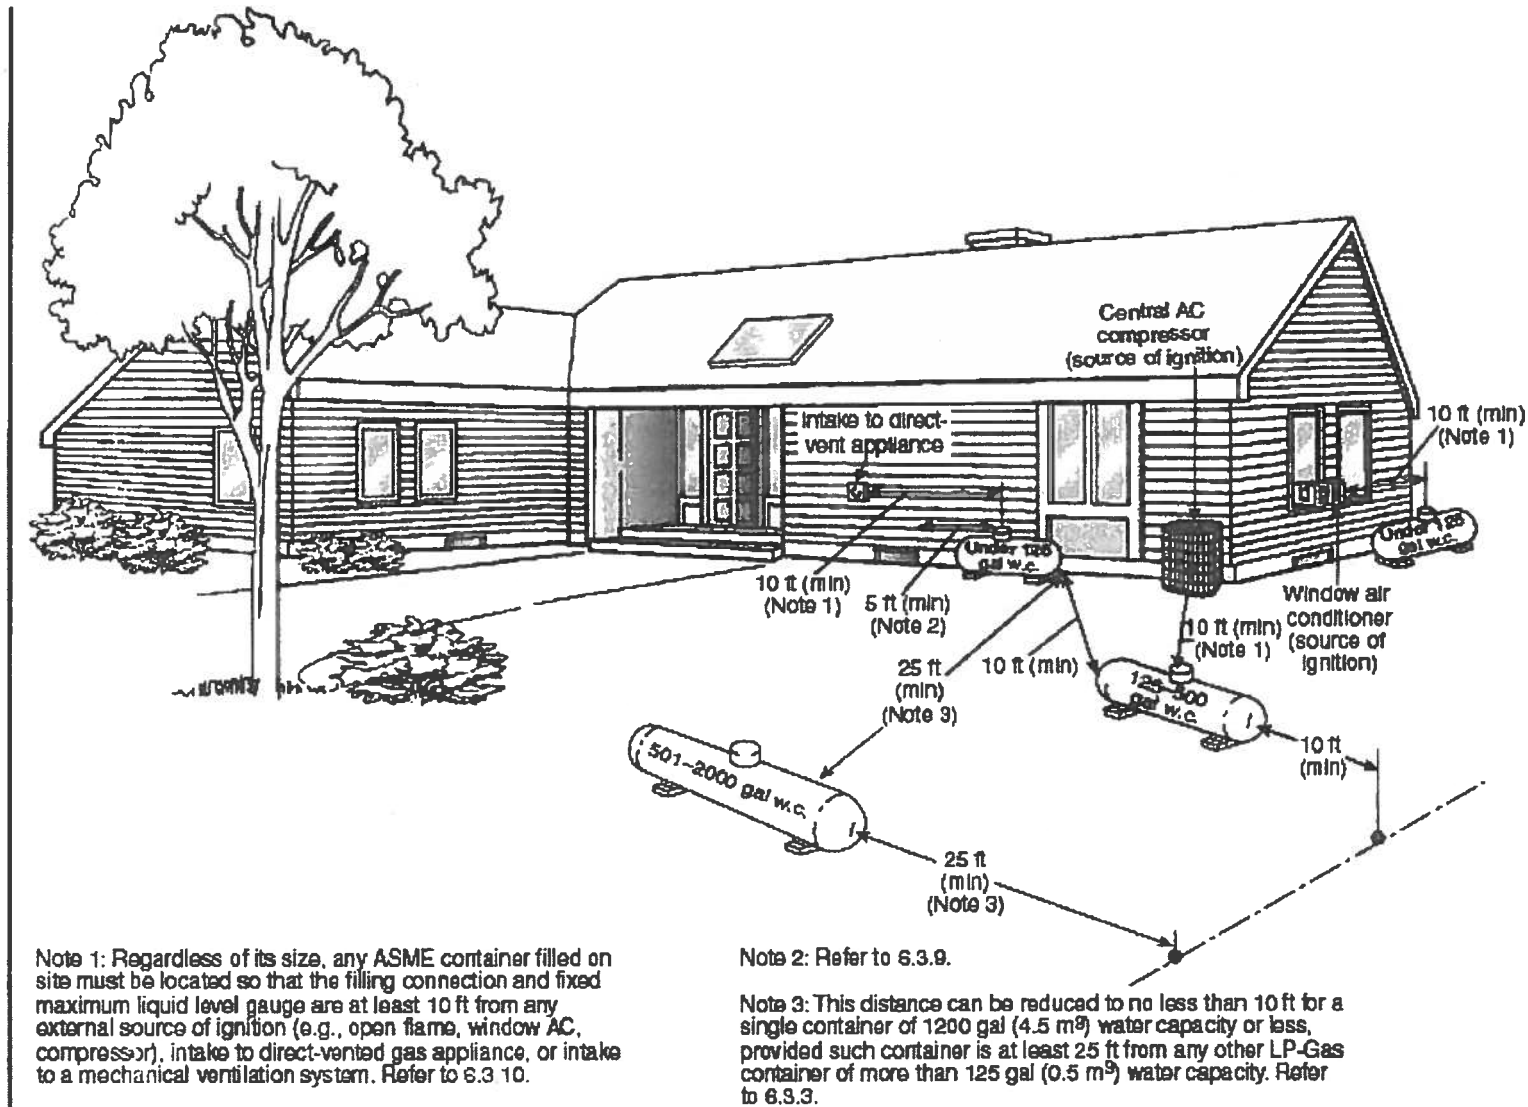 Central AC
compressor
(source of ignition)
Intake to direct-
vent appliance
10 ft (min)
(Note 1)
Under 125
gal w.c.
Under 125
gal w.c.
10 ft (min)
(Note 1)
5 ft (min)
(Note 2)
Window air
conditioner
(source of
ignition)
10 ft (min)
(Note 1)
25 ft
(min)
(Note 3)
10 ft (min)
125–500
gal w.c.
501–2000 gal w.c.
10 ft
(min)
25 ft
(min)
(Note 3)
Note 1: Regardless of its size, any ASME container filled on
site must be located so that the filling connection and fixed
maximum liquid level gauge are at least 10 ft from any
external source of ignition (e.g., open flame, window AC,
compressor), intake to direct-vented gas appliance, or intake
to a mechanical ventilation system. Refer to 6.3 10.
Note 2: Refer to 6.3.9.
Note 3: This distance can be reduced to no less than 10 ft for a
single container of 1200 gal (4.5 m³) water capacity or less,
provided such container is at least 25 ft from any other LP-Gas
container of more than 125 gal (0.5 m³) water capacity. Refer
to 6.3.3.